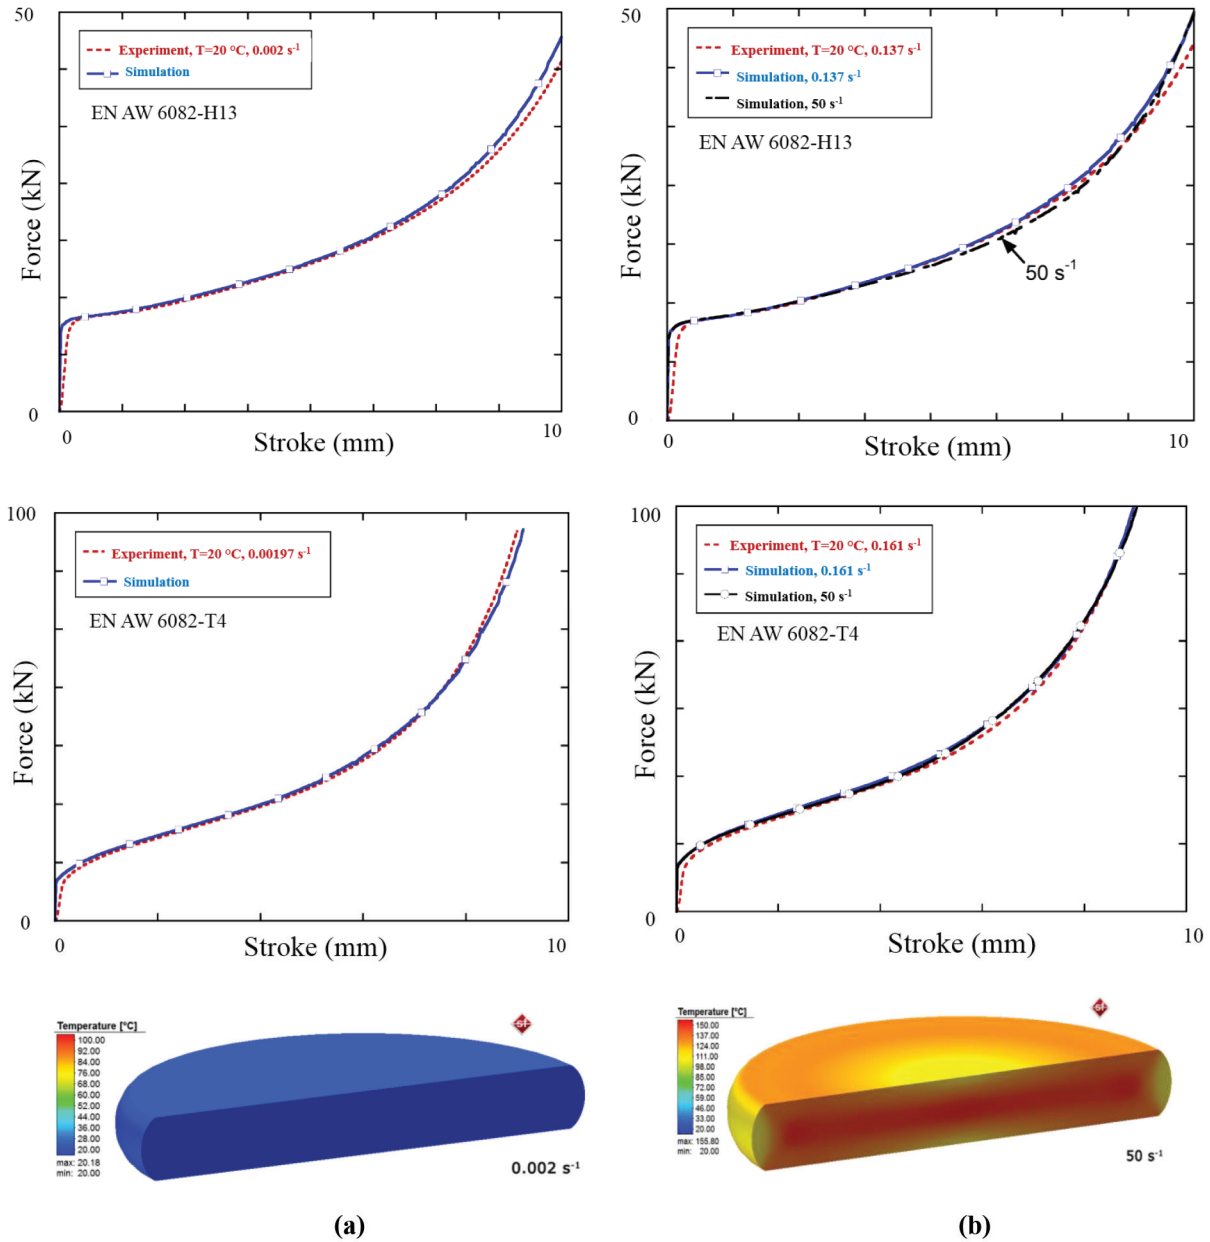 50
Experiment, T=20 °C, 0.002 s-1
Simulation
EN AW 6082-H13
Force (kN)
0
0
10
Stroke (mm)
50
Experiment, T=20 °C, 0.137 s-1
Simulation, 0.137 s-1
Simulation, 50 s-1
EN AW 6082-H13
Force (kN)
50 s-1
0
0
10
Stroke (mm)
100
Experiment, T=20 °C, 0.00197 s-1
Simulation
EN AW 6082-T4
Force (kN)
0
0
10
Stroke (mm)
100
Experiment, T=20 °C, 0.161 s-1
Simulation, 0.161 s-1
Simulation, 50 s-1
EN AW 6082-T4
Force (kN)
0
0
10
Stroke (mm)
Temperature [°C]
100.00
92.00
84.00
76.00
68.00
60.00
52.00
44.00
36.00
28.00
20.00
max: 20.18
min: 20.00
sf
0.002 s-1
Temperature [°C]
150.00
137.00
124.00
111.00
98.00
85.00
72.00
59.00
46.00
33.00
20.00
max: 155.80
min: 20.00
sf
50 s-1
(a)
(b)